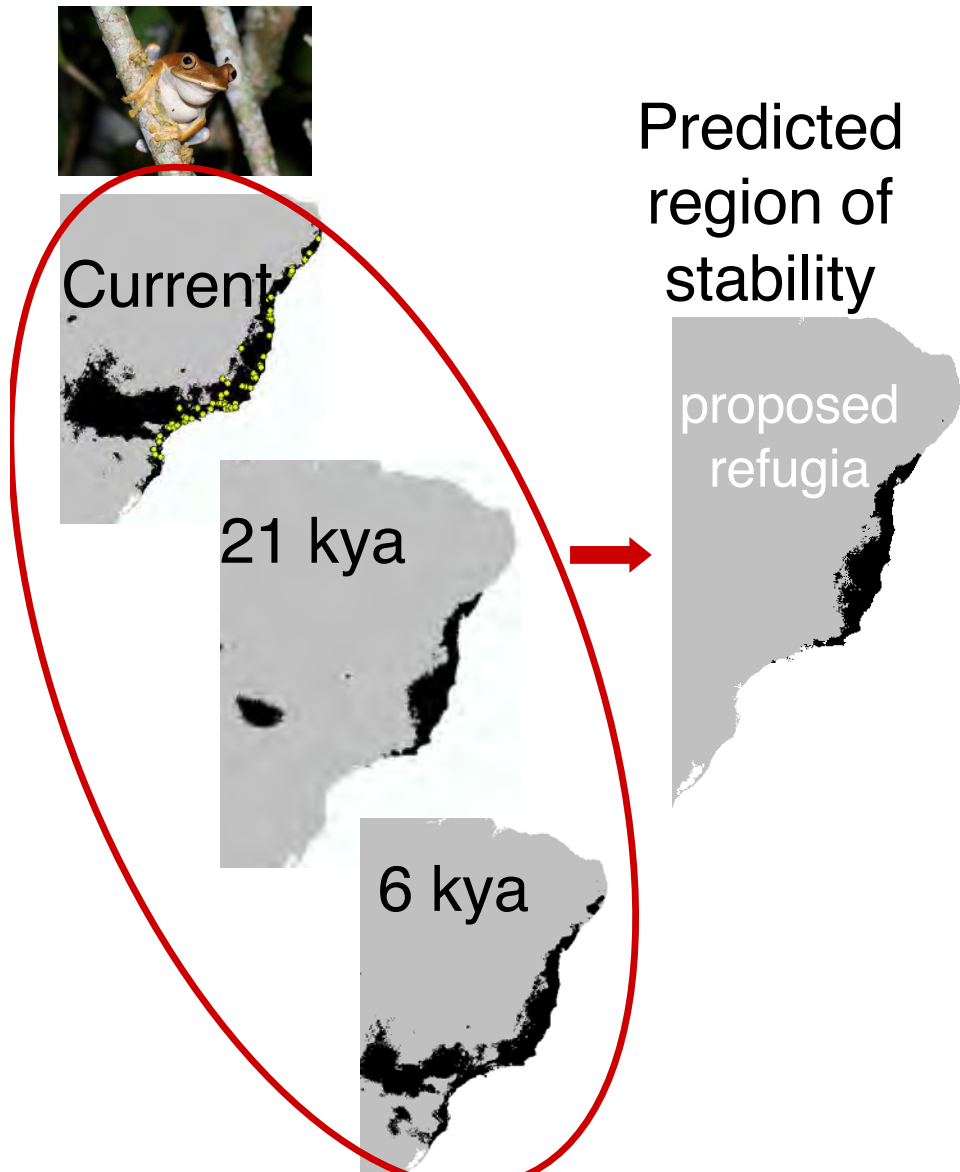 Predicted
region of
stability
Current
proposed
refugia
21 kya
6 kya